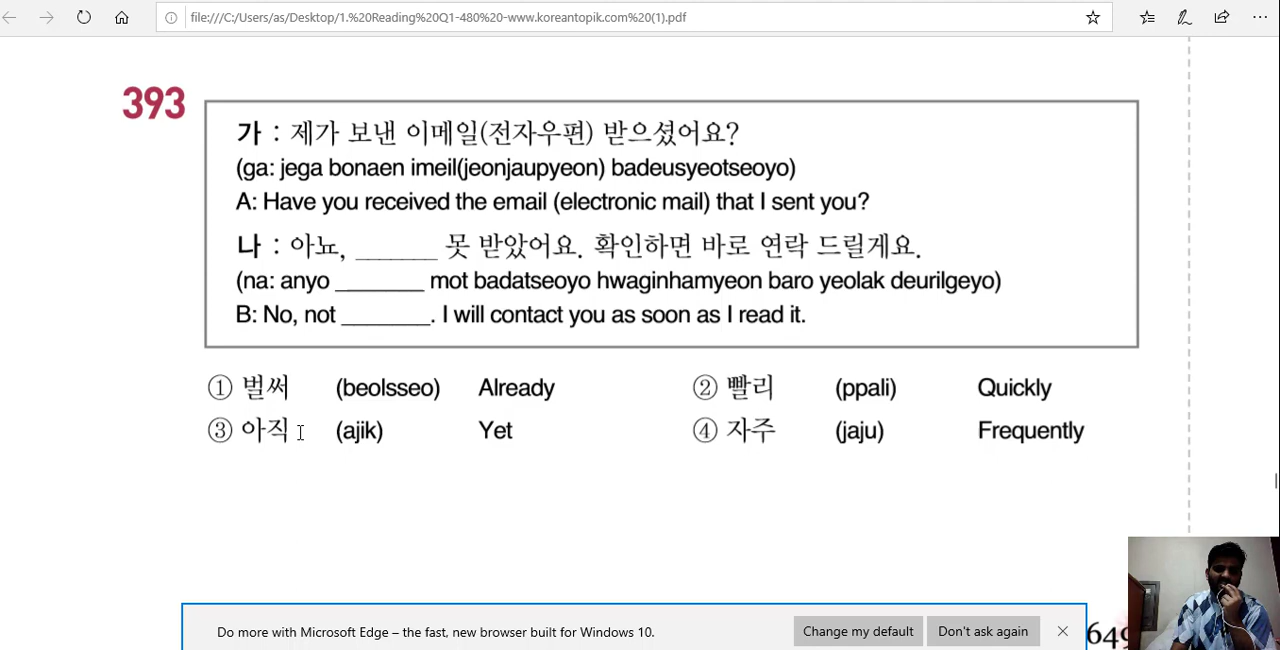 file:///C:/Users/as/Desktop/1.%20Reading%20Q1-480%20-www.koreantopik.com%20(1).pdf
393
가 : 제가 보낸 이메일(전자우편) 받으셨어요?
(ga: jega bonaen imeil(jeonjaupyeon) badeusyeotseoyo)
A: Have you received the email (electronic mail) that I sent you?
나 : 아뇨, _______ 못 받았어요. 확인하면 바로 연락 드릴게요.
(na: anyo _______ mot badatseoyo hwaginhamyeon baro yeolak deurilgeyo)
B: No, not _______. I will contact you as soon as I read it.
① 벌써 (beolsseo) Already ② 빨리 (ppali) Quickly
③ 아직 (ajik) Yet ④ 자주 (jaju) Frequently
Do more with Microsoft Edge – the fast, new browser built for Windows 10. Change my default Don't ask again
649